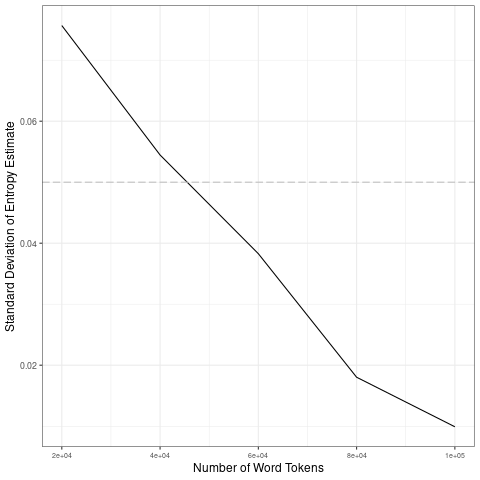 Standard Deviation of Entropy Estimate
0.06
0.04
0.02
2e+04
4e+04
6e+04
8e+04
1e+05
Number of Word Tokens